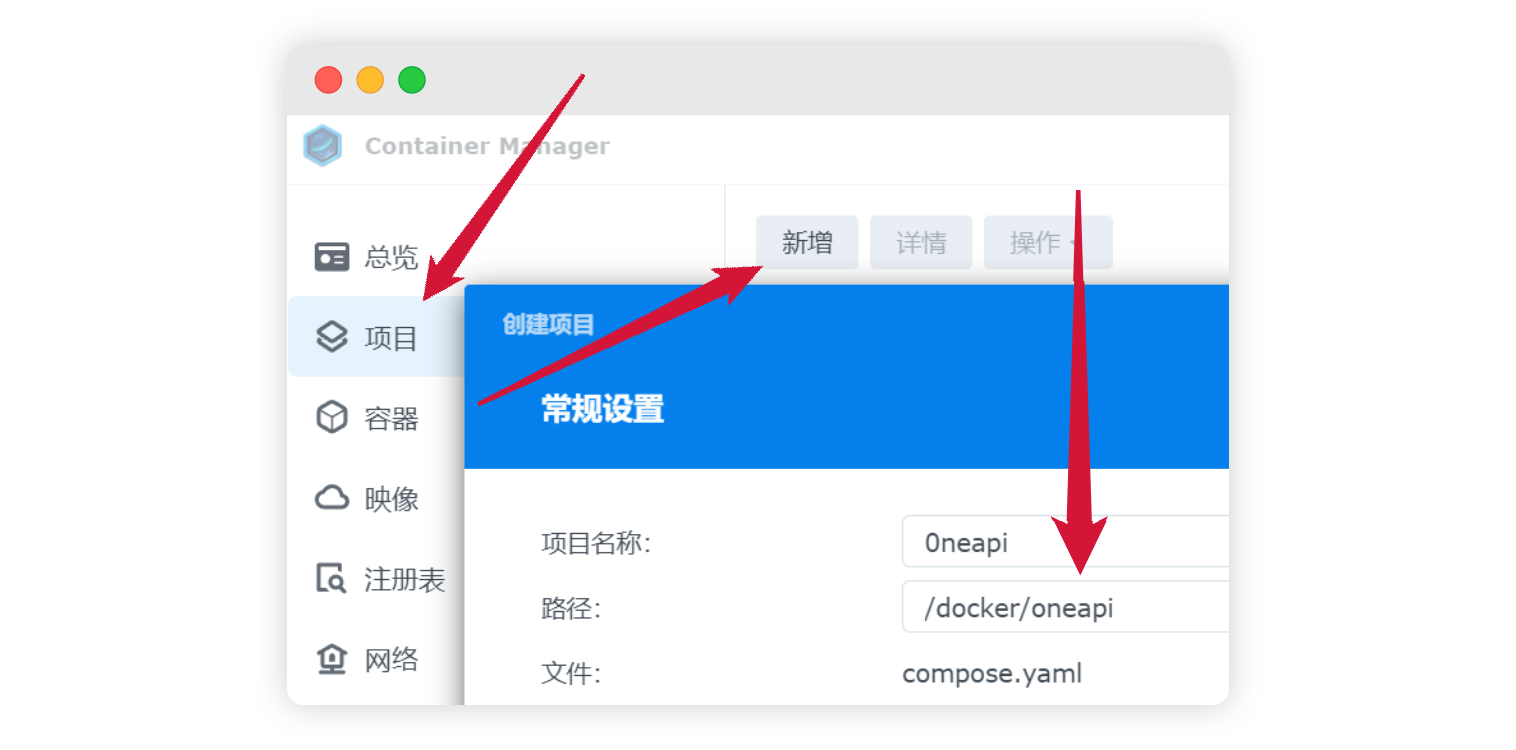 Container Manager
总览
新增 详情 操作
项目
创建项目
常规设置
容器
映像
注册表
网络
项目名称: 0neapi
路径: /docker/oneapi
文件: compose.yaml